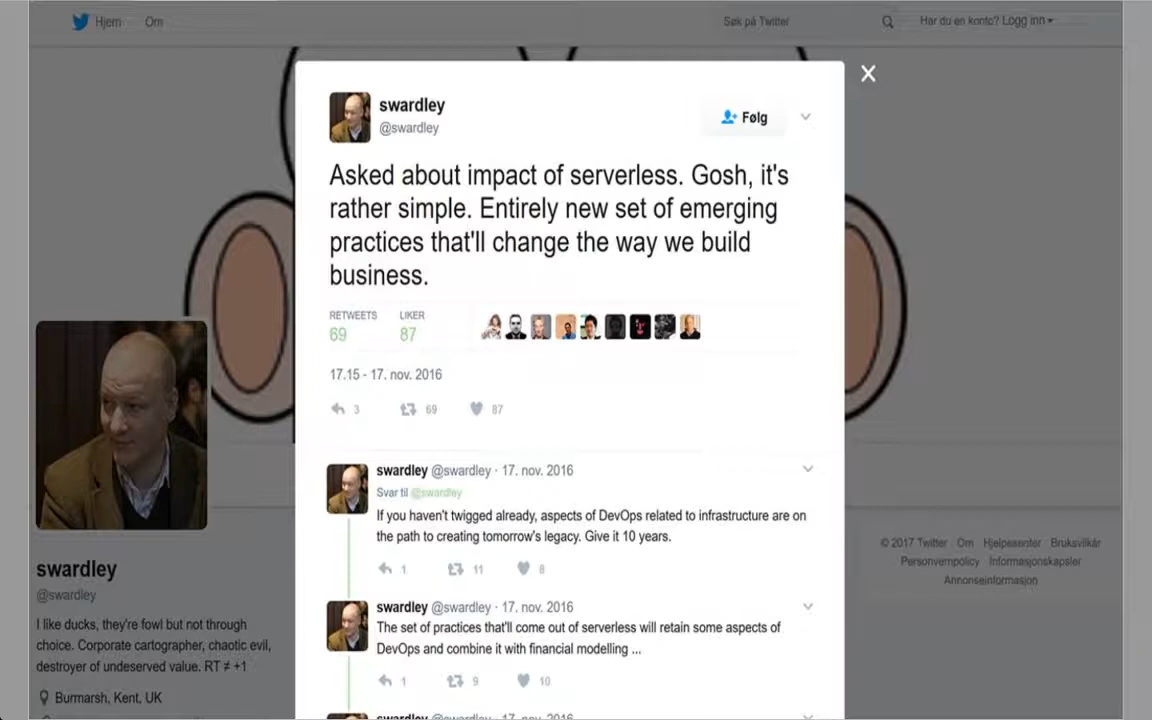 Hjem Om
Søk på Twitter
Har du en konto? Logg inn
swardley
@swardley
Følg
Asked about impact of serverless. Gosh, it's
rather simple. Entirely new set of emerging
practices that'll change the way we build
business.
RETWEETS LIKER
69 87
17.15 - 17. nov. 2016
3 69 87
swardley @swardley · 17. nov. 2016
Svar til @swardley
If you haven't twigged already, aspects of DevOps related to infrastructure are on
the path to creating tomorrow's legacy. Give it 10 years.
1 11 8
swardley @swardley · 17. nov. 2016
The set of practices that'll come out of serverless will retain some aspects of
DevOps and combine it with financial modelling ...
1 9 10
swardley @swardley 17. nov. 2016
swardley
@swardley
I like ducks, they're fowl but not through
choice. Corporate cartographer, chaotic evil,
destroyer of undeserved value. RT ≠ +1
Burmarsh, Kent, UK
© 2017 Twitter Om Hjelpesenter Bruksvilkår
Personvernpolicy Informasjonskapsler
Annonseinformasjon